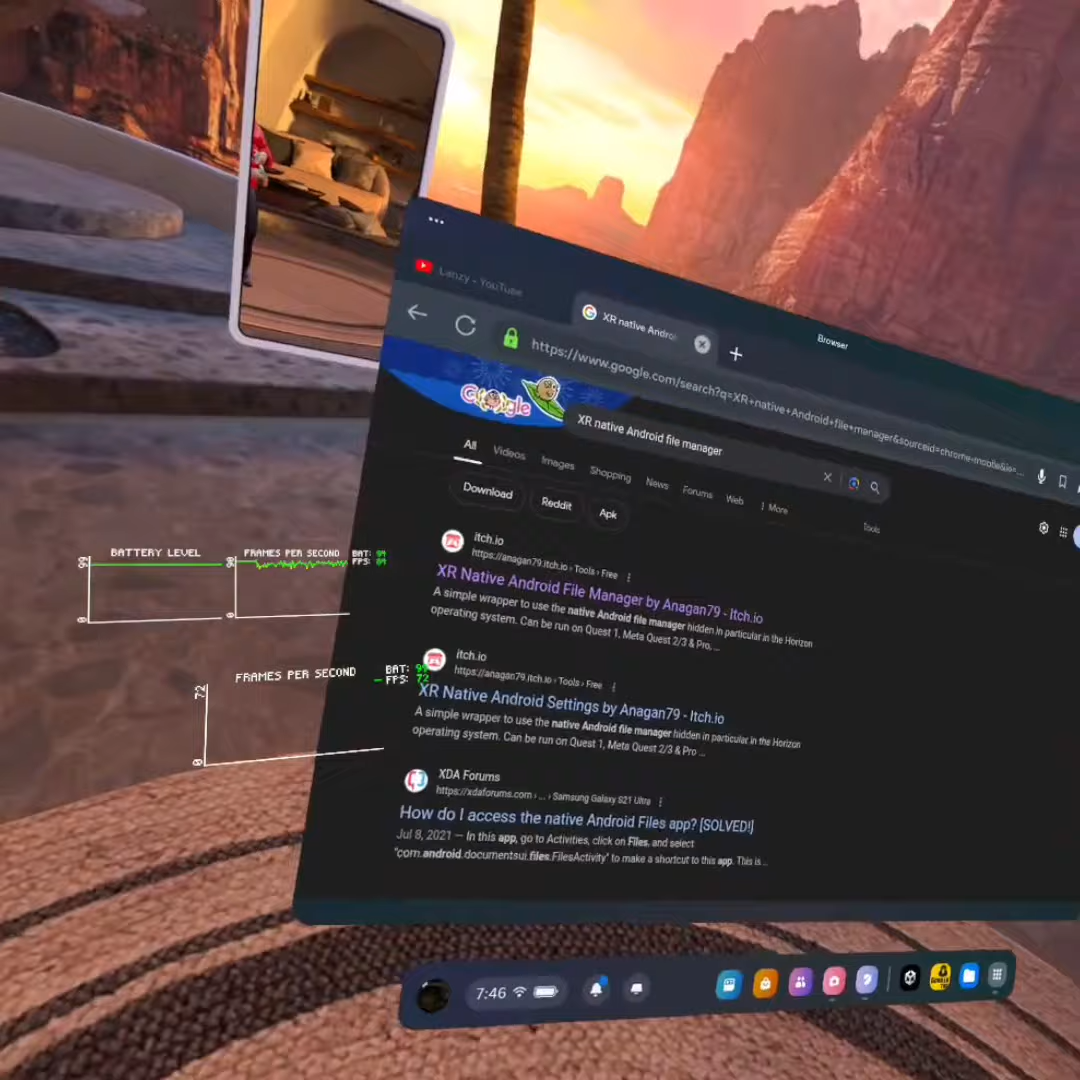 Lenzy - YouTube
XR native Andro
Browser
https://www.google.com/search?q=XR+native+Android+file+manager&sourceid=chrome-mobile&ie=...
Google
XR native Android file manager
All Videos Images Shopping News Forums Web More Tools
Download Reddit Apk
itch.io
https://anagan79.itch.io › Tools › Free
XR Native Android File Manager by Anagan79 - Itch.io
A simple wrapper to use the native Android file manager hidden in particular in the Horizon
operating system. Can be run on Quest 1, Meta Quest 2/3 & Pro, ...
itch.io
https://anagan79.itch.io › Tools › Free
XR Native Android Settings by Anagan79 - Itch.io
A simple wrapper to use the native Android file manager hidden in particular in the Horizon
operating system. Can be run on Quest 1, Meta Quest 2/3 & Pro ...
XDA Forums
https://xdaforums.com › ... › Samsung Galaxy S21 Ultra
How do I access the native Android Files app? [SOLVED!]
Jul 8, 2021 — In this app, go to Activities, click on Files, and select
"com.android.documentsui.files.FilesActivity" to make a shortcut to this app. This is ...
BATTERY LEVEL
99
0
FRAMES PER SECOND
90
0
BAT:
FPS:
FRAMES PER SECOND
72
0
BAT: 99
FPS: 72
7:46